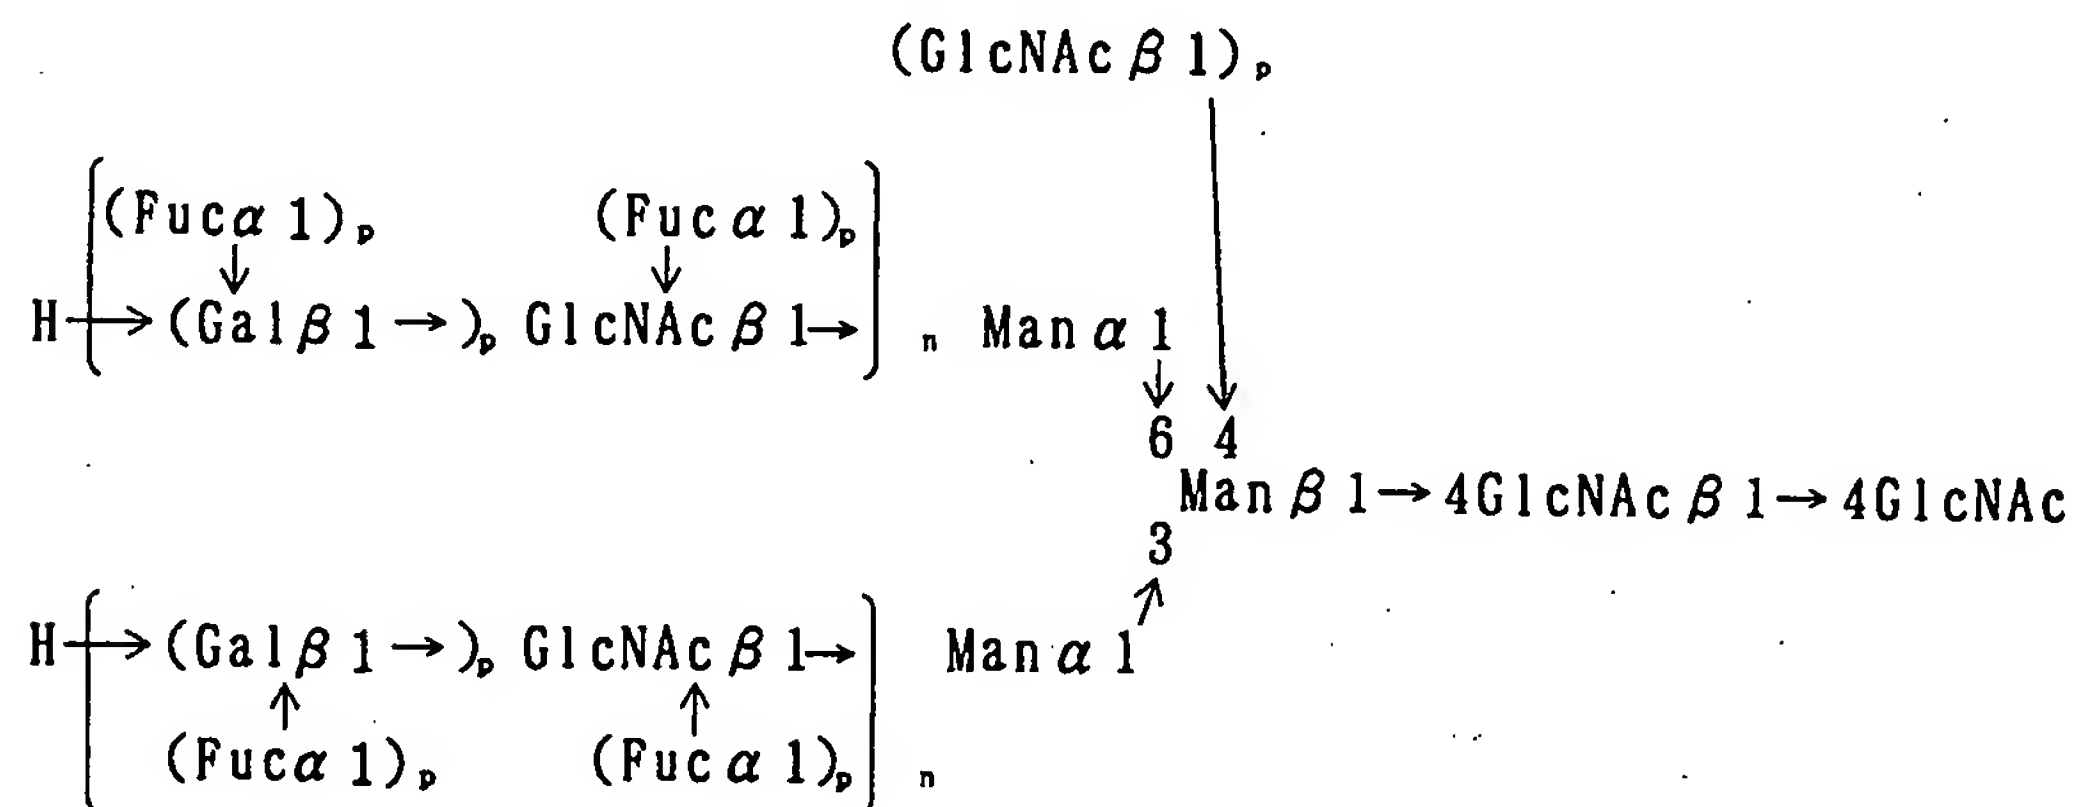 (GlcNAcβ1)p
(Fucα1)p (Fucα1)p
↓ ↓
H→(Galβ1→)p GlcNAcβ1→ n Manα1
↓ ↓
6 4
Manβ1→4GlcNAcβ1→4GlcNAc
3
↗
H→(Galβ1→)p GlcNAcβ1→ Manα1
↑ ↑
(Fucα1)p (Fucα1)p n